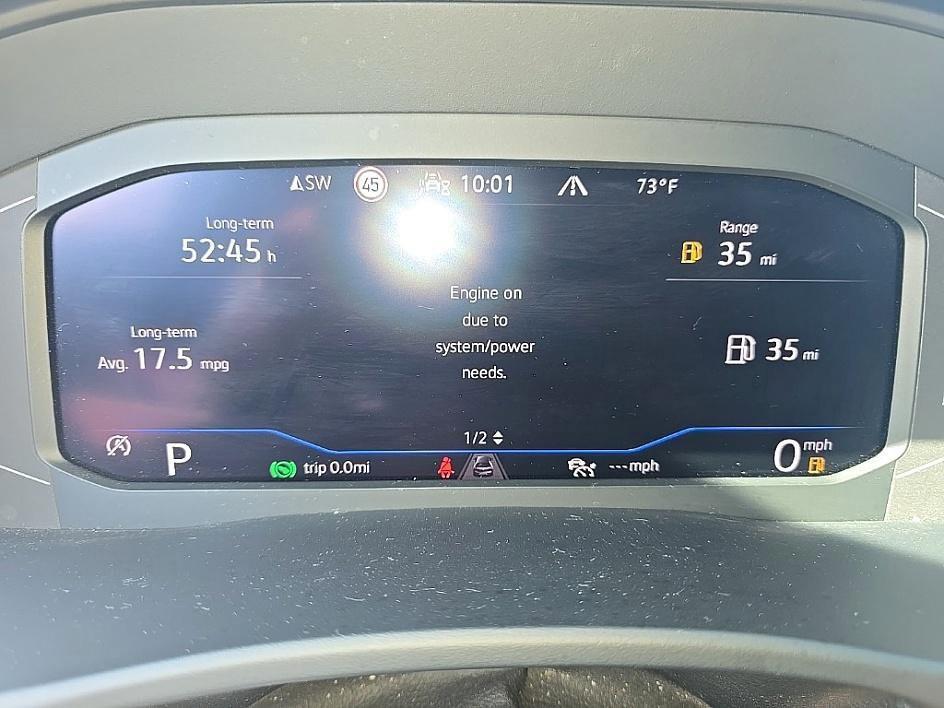 SW 45 10:01 73°F
Long-term
52:45 h
Range
35 mi
Engine on
due to
system/power
needs.
Long-term
Avg. 17.5 mpg
35 mi
1/2
P
trip 0.0mi
---mph
0 mph